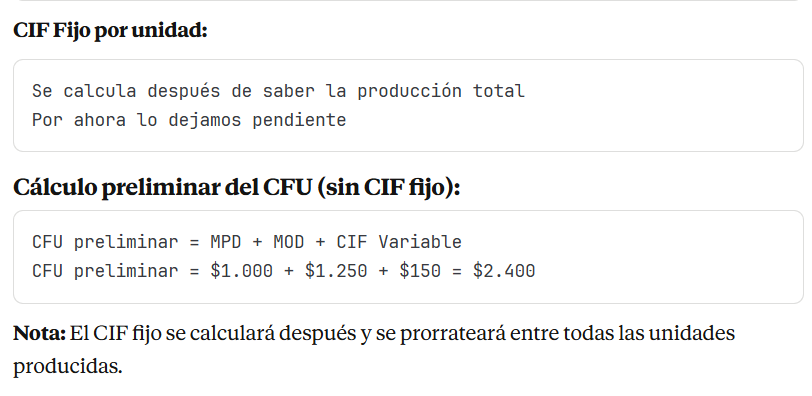 CIF Fijo por unidad:
Se calcula después de saber la producción total
Por ahora lo dejamos pendiente
Cálculo preliminar del CFU (sin CIF fijo):
CFU preliminar = MPD + MOD + CIF Variable
CFU preliminar = $1.000 + $1.250 + $150 = $2.400
Nota: El CIF fijo se calculará después y se prorrateará entre todas las unidades
producidas.